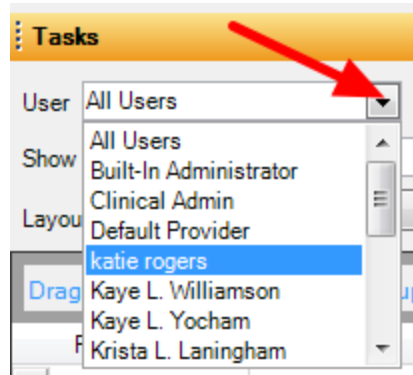 Tasks
User All Users
All Users
Show
Built-In Administrator
Clinical Admin
Layou
Default Provider
katie rogers
Drag
Kaye L. Williamson
Kaye L. Yocham
Krista L. Laningham